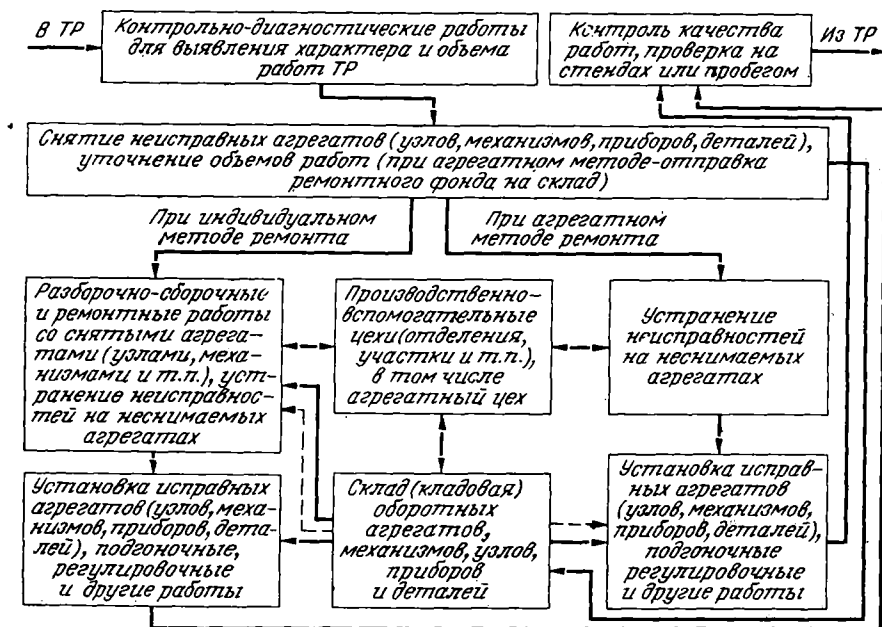 В ТР
Контрольно-диагностические работы
для выявления характера и объема
работ ТР
Контроль качества
работ, проверка на
стендах или пробегом
Из ТР
Снятие неисправных агрегатов (узлов, механизмов, приборов, деталей),
уточнение объемов работ (при агрегатном методе-отправка
ремонтного фонда на склад)
При индивидуальном
методе ремонта
При агрегатном
методе ремонта
Разборочно-сборочные
и ремонтные работы
со снятыми агрега-
тами (узлами, меха-
низмами и т.п.), уст-
ранение неисправнос-
тей на неснимаемых
агрегатах
Производственно-
вспомогательные
цехи (отделения,
участки и т.п.),
в том числе
агрегатный цех
Устранение
неисправностей
на неснимаемых
агрегатах
Установка исправных
агрегатов (узлов, меха-
низмов, приборов, дета-
лей), подгоночные,
регулировочные
и другие работы
Склад (кладовая)
оборотных
агрегатов,
механизмов, узлов,
приборов
и деталей
Установка исправ-
ных агрегатов
(узлов, механизмов,
приборов, деталей),
подгоночные
регулировочные
и другие работы